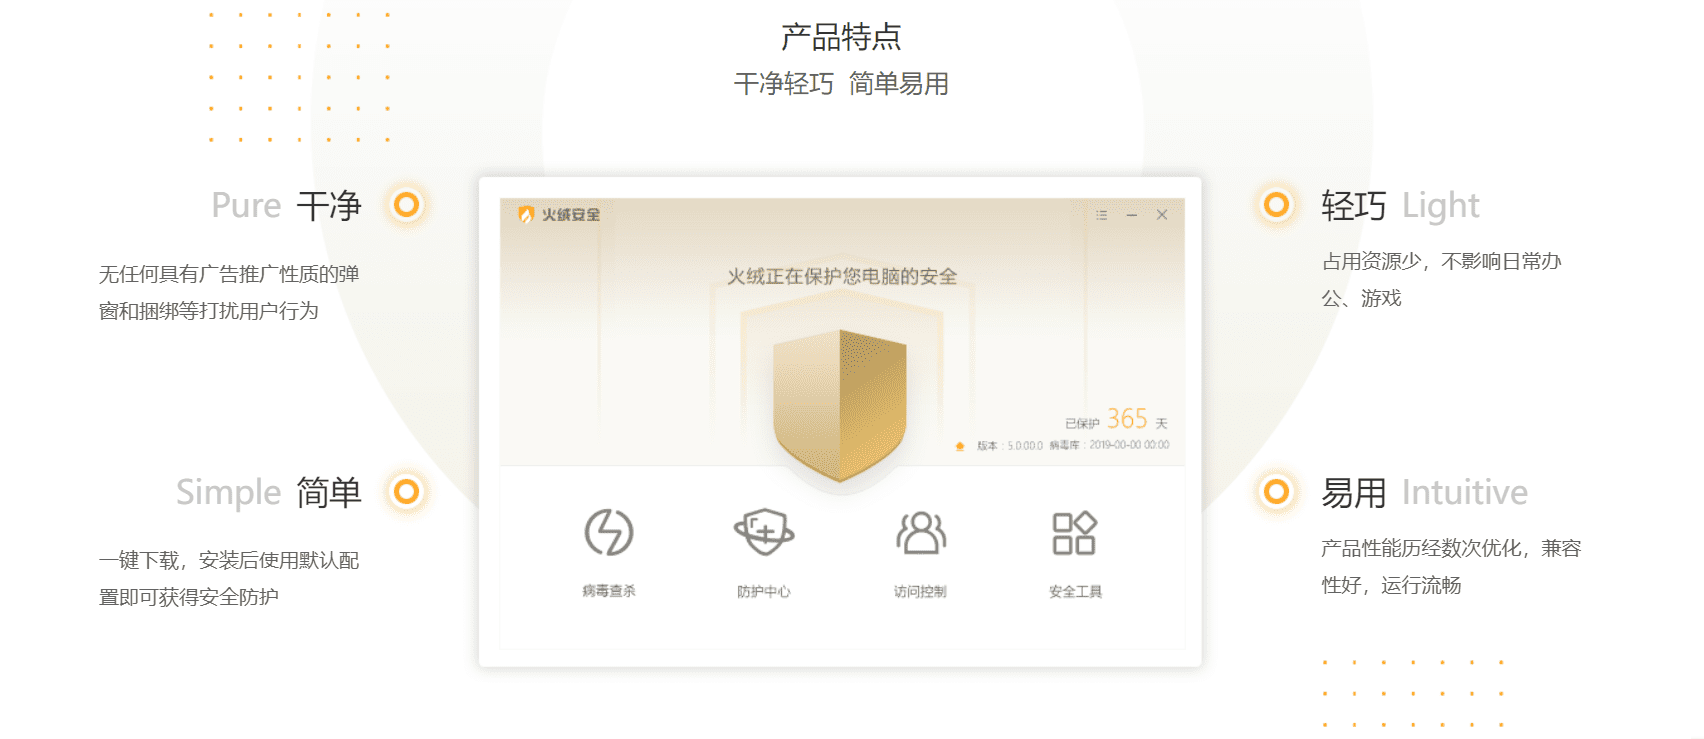 产品特点
干净轻巧 简单易用
Pure 干净
无任何具有广告推广性质的弹
窗和捆绑等打扰用户行为
Simple 简单
一键下载，安装后使用默认配
置即可获得安全防护
火绒安全
火绒正在保护您电脑的安全
已保护 365 天
版本：5.0.00.0 病毒库：2019-00-00 00:00
病毒查杀
防护中心
访问控制
安全工具
轻巧 Light
占用资源少，不影响日常办
公、游戏
易用 Intuitive
产品性能历经数次优化，兼容
性好，运行流畅